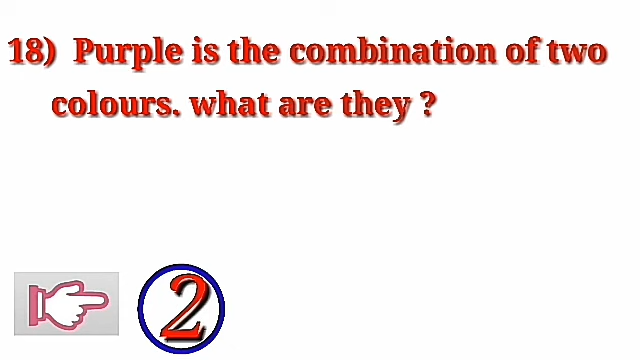 18) Purple is the combination of two
colours. what are they ?
2